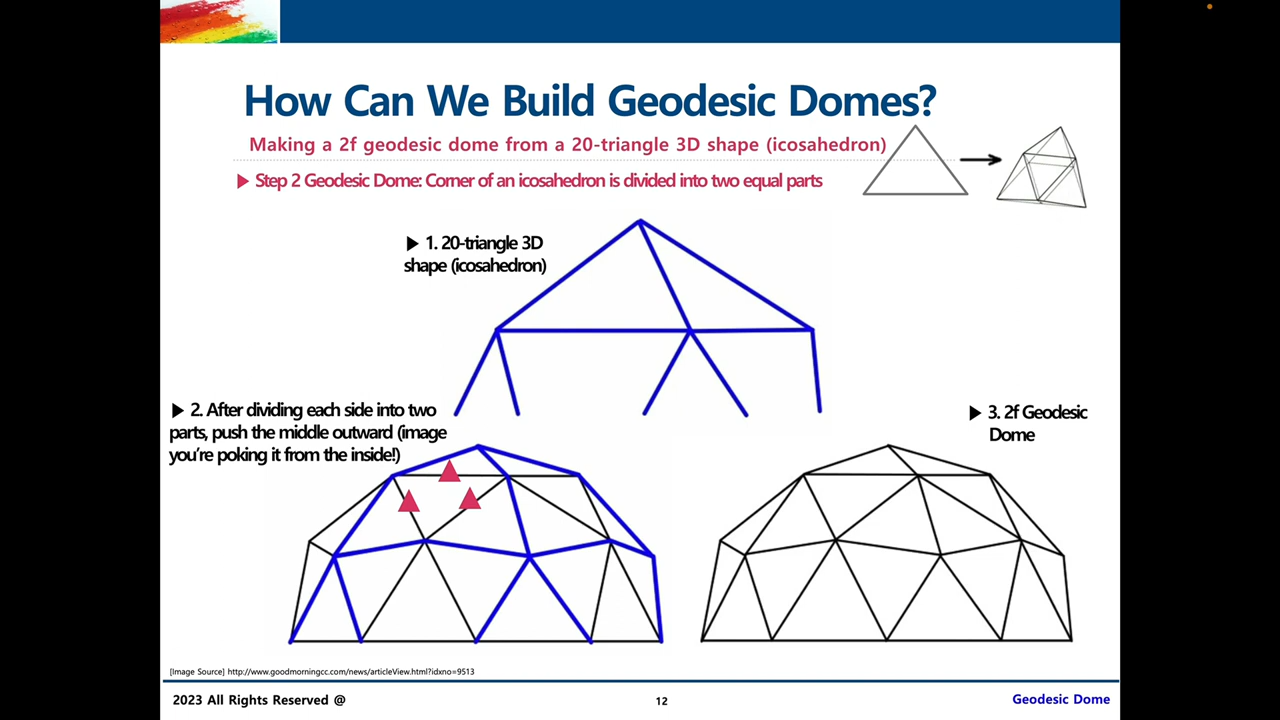 How Can We Build Geodesic Domes?
Making a 2f geodesic dome from a 20-triangle 3D shape (icosahedron)
▶ Step 2 Geodesic Dome: Corner of an icosahedron is divided into two equal parts
▶ 1. 20-triangle 3D
shape (icosahedron)
▶ 2. After dividing each side into two
parts, push the middle outward (image
you're poking it from the inside!)
▶ 3. 2f Geodesic
Dome
[Image Source] http://www.goodmorningcc.com/news/articleView.html?idxno=9513
2023 All Rights Reserved @
12
Geodesic Dome